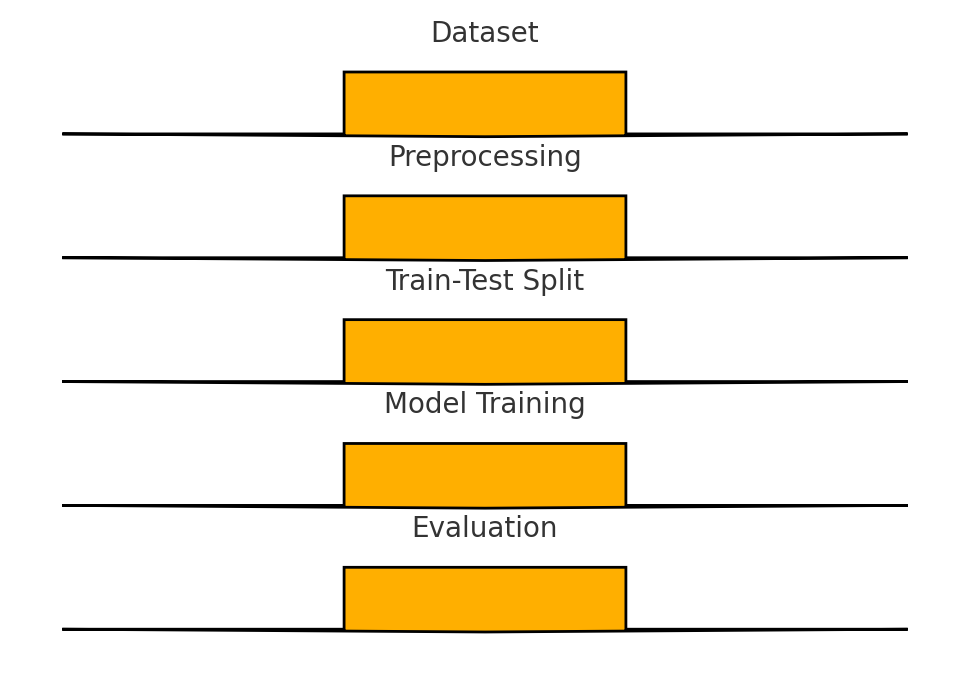 Dataset
Preprocessing
Train-Test Split
Model Training
Evaluation